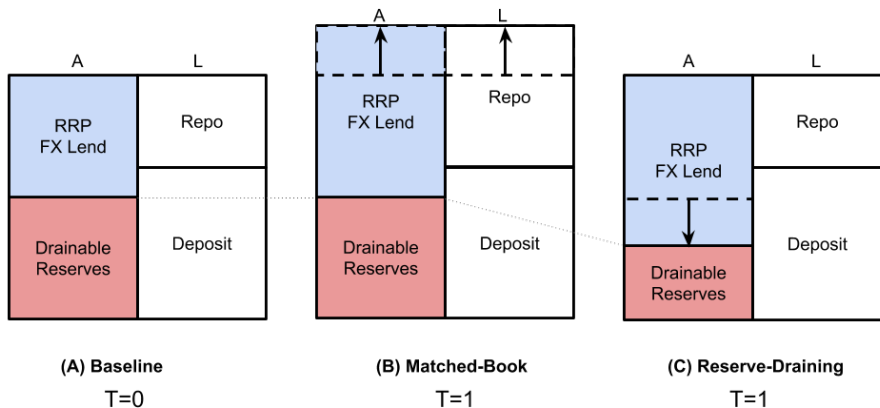 A L
RRP
FX Lend
Repo
Drainable
Reserves
Deposit
(A) Baseline
T=0
A L
RRP
FX Lend
Repo
Drainable
Reserves
Deposit
(B) Matched-Book
T=1
A L
RRP
FX Lend
Repo
Drainable
Reserves
Deposit
(C) Reserve-Draining
T=1